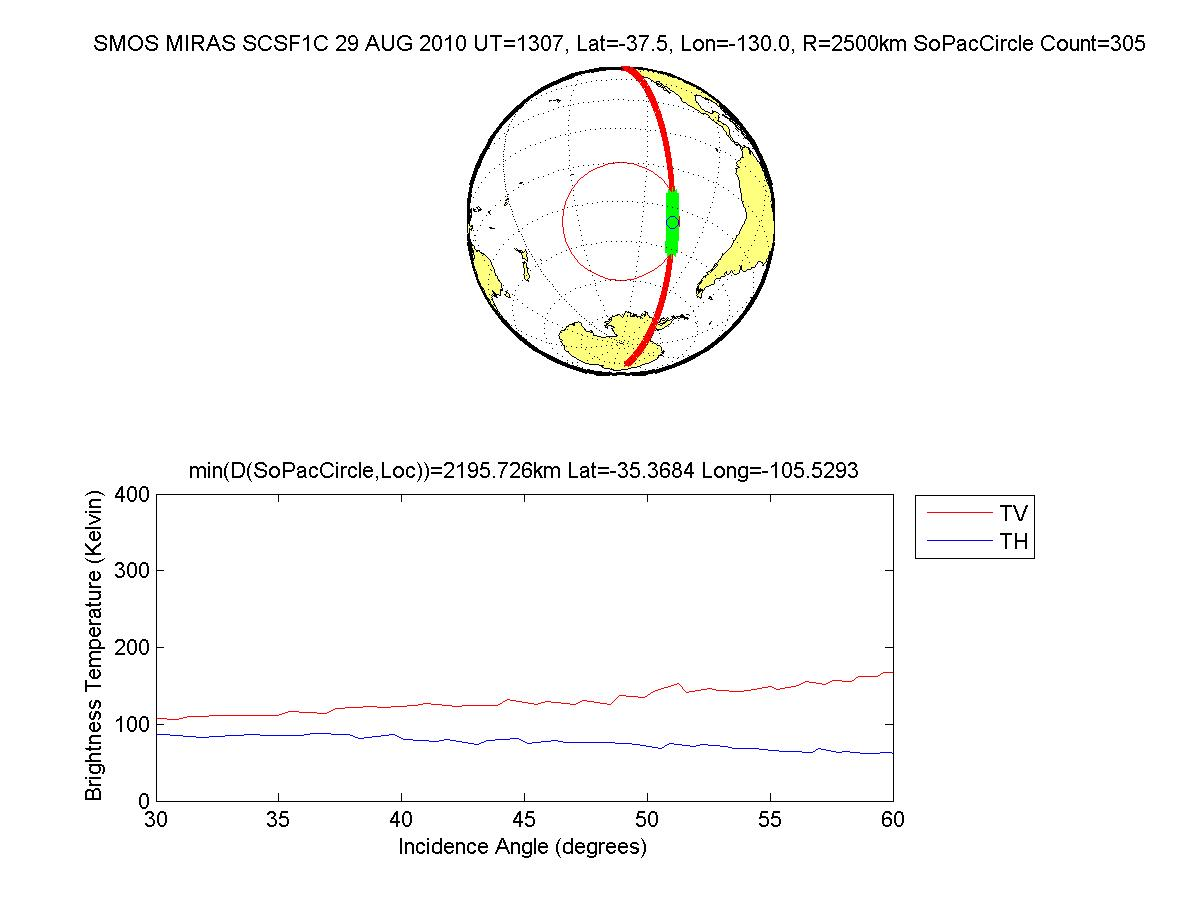 SMOS MIRAS SCSF1C 29 AUG 2010 UT=1307, Lat=-37.5, Lon=-130.0, R=2500km SoPacCircle Count=305
min(D(SoPacCircle,Loc))=2195.726km Lat=-35.3684 Long=-105.5293
Brightness Temperature (Kelvin)
400
300
200
100
0
30 35 40 45 50 55 60
Incidence Angle (degrees)
TV
TH